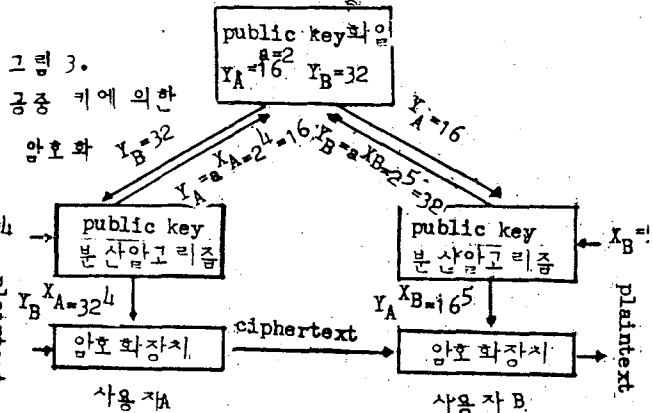 그림 3.
공중 키에 의한
암호화
public key화일
a=2
Y_A=16 Y_B=32
Y_B=32
Y_A=a^X_A=2^4=16
Y_B=a^X_B=2^5=32
Y_A=16
public key
분산알고리즘
public key
분산알고리즘
X_B=
Y_B^X_A=32^4
Y_A^X_B=16^5
암호화장치
ciphertext
암호화장치
plaintext
사용자A
사용자B